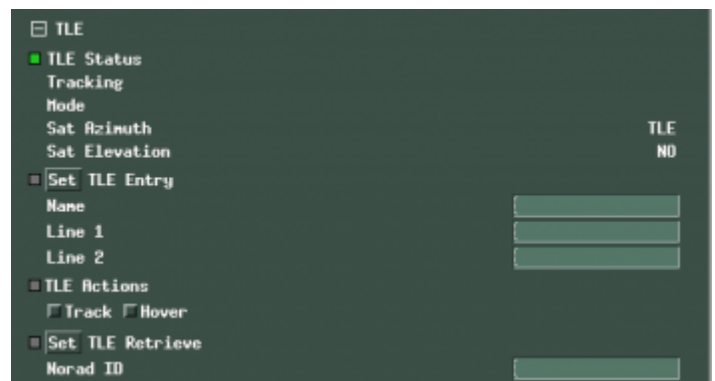 TLE
TLE Status
Tracking
Mode
Sat Azimuth TLE
Sat Elevation NO
Set TLE Entry
Name
Line 1
Line 2
TLE Actions
Track Hover
Set TLE Retrieve
Norad ID